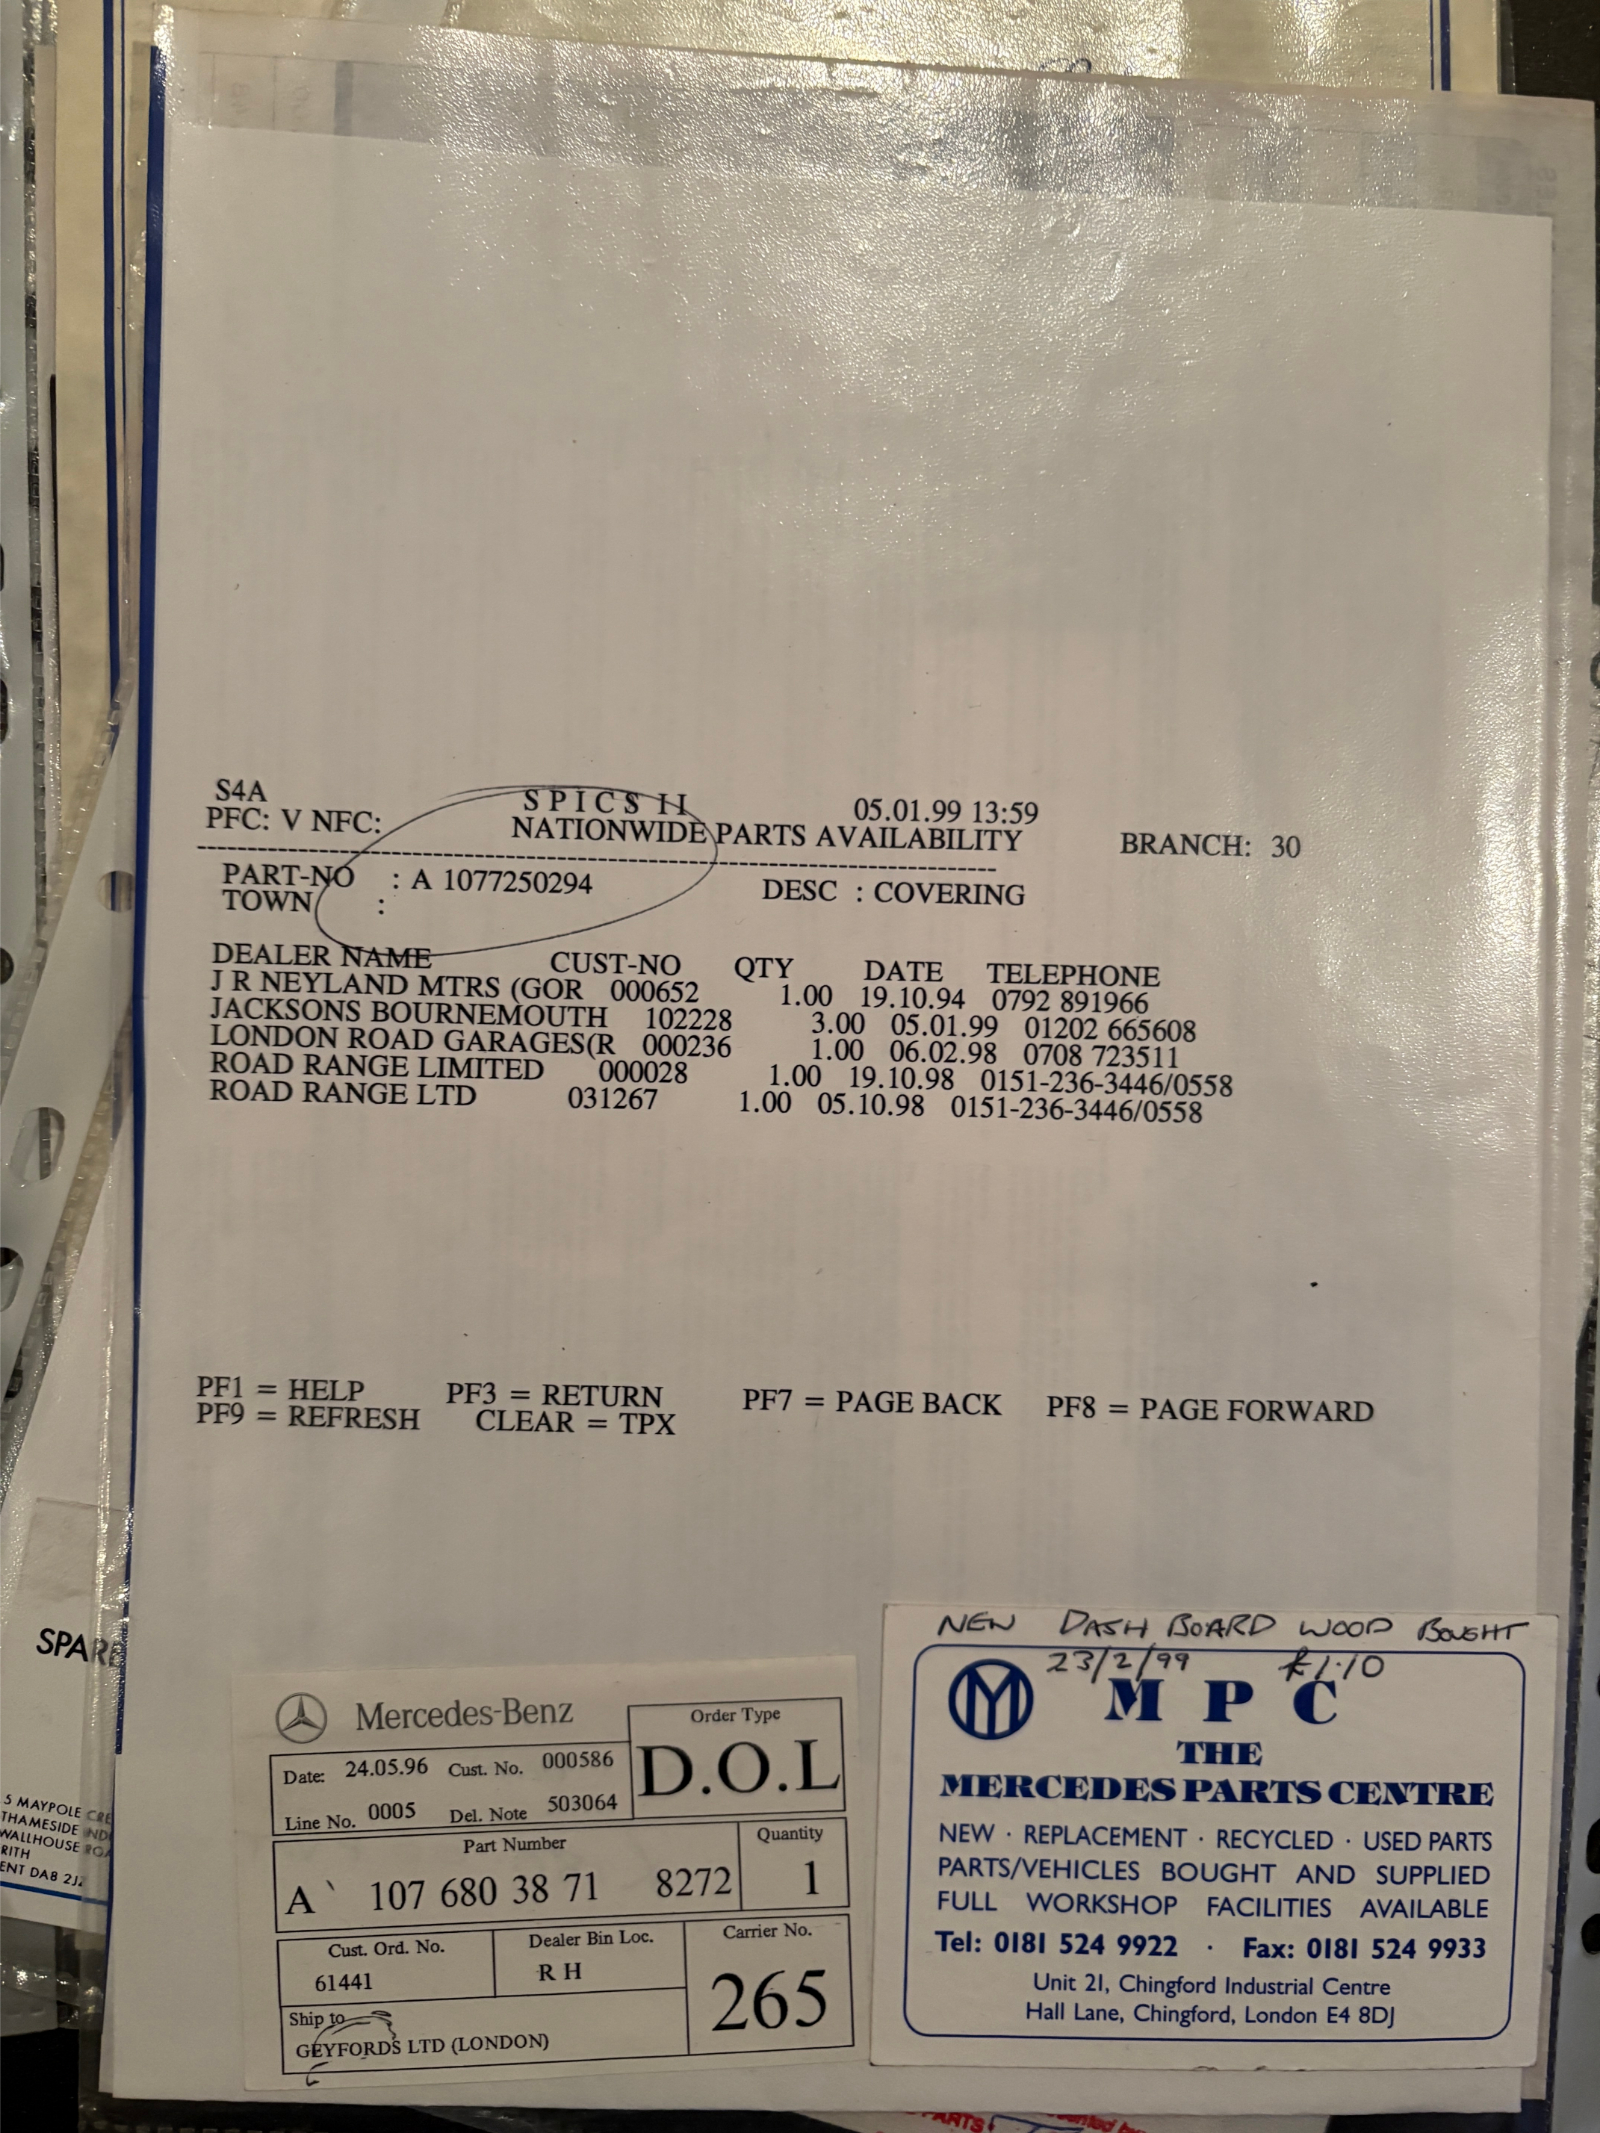 S4A SPICS II 05.01.99 13:59
PFC: V NFC: NATIONWIDE PARTS AVAILABILITY BRANCH: 30
PART-NO : A 1077250294 DESC : COVERING
TOWN :
DEALER NAME CUST-NO QTY DATE TELEPHONE
J R NEYLAND MTRS (GOR 000652 1.00 19.10.94 0792 891966
JACKSONS BOURNEMOUTH 102228 3.00 05.01.99 01202 665608
LONDON ROAD GARAGES(R 000236 1.00 06.02.98 0708 723511
ROAD RANGE LIMITED 000028 1.00 19.10.98 0151-236-3446/0558
ROAD RANGE LTD 031267 1.00 05.10.98 0151-236-3446/0558
PF1 = HELP PF3 = RETURN PF7 = PAGE BACK PF8 = PAGE FORWARD
PF9 = REFRESH CLEAR = TPX
SPARE
5 MAYPOLE CRE
THAMESIDE IND
WALLHOUSE ROA
RITH
ENT DA8 2J
Mercedes-Benz
Order Type
D.O.L
Date: 24.05.96 Cust. No. 000586
Line No. 0005 Del. Note 503064
Part Number Quantity
A 107 680 38 71 8272 1
Cust. Ord. No. Dealer Bin Loc. Carrier No.
61441 R H 265
Ship to
GEYFORDS LTD (LONDON)
NEW DASH BOARD WOOD BOUGHT
23/2/99 £1.10
M P C
THE
MERCEDES PARTS CENTRE
NEW · REPLACEMENT · RECYCLED · USED PARTS
PARTS/VEHICLES BOUGHT AND SUPPLIED
FULL WORKSHOP FACILITIES AVAILABLE
Tel: 0181 524 9922 · Fax: 0181 524 9933
Unit 21, Chingford Industrial Centre
Hall Lane, Chingford, London E4 8DJ
PARTS